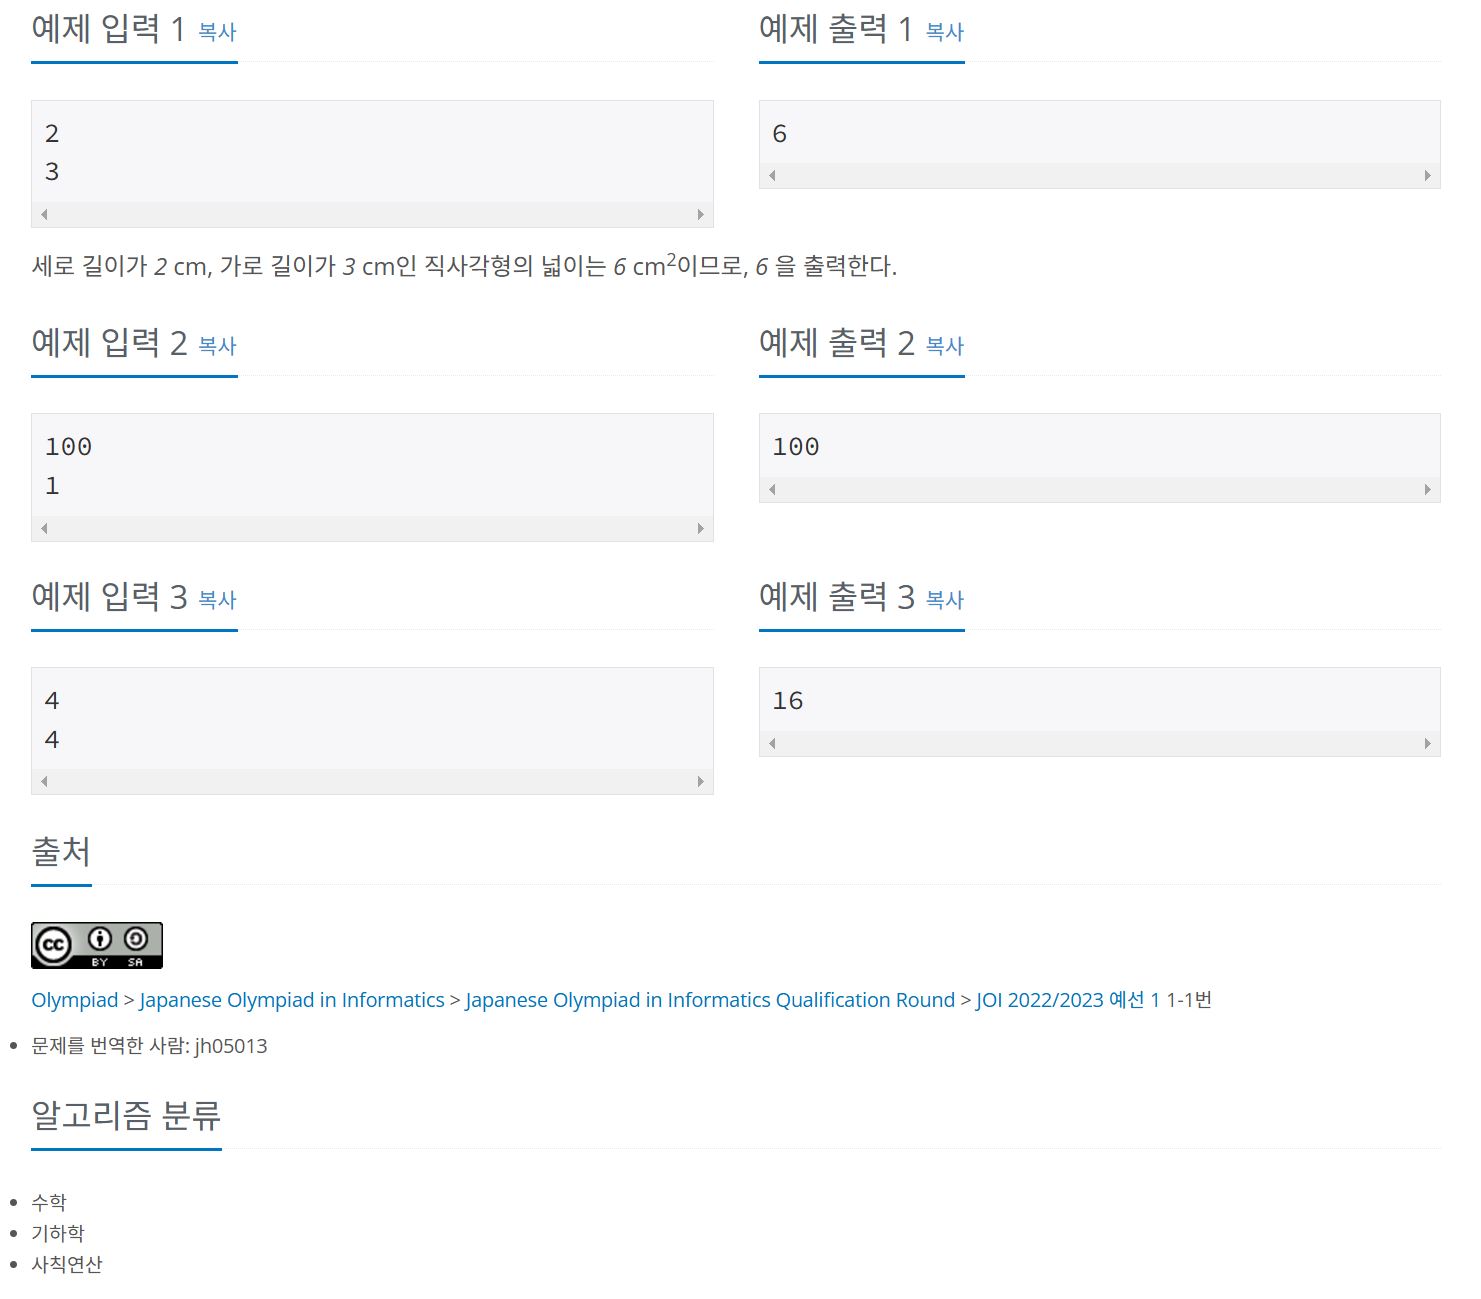 예제 입력 1 복사
예제 출력 1 복사
2
3
6
세로 길이가 2 cm, 가로 길이가 3 cm인 직사각형의 넓이는 6 cm²이므로, 6 을 출력한다.
예제 입력 2 복사
예제 출력 2 복사
100
1
100
예제 입력 3 복사
예제 출력 3 복사
4
4
16
출처
cc BY SA
Olympiad > Japanese Olympiad in Informatics > Japanese Olympiad in Informatics Qualification Round > JOI 2022/2023 예선 1 1-1번
문제를 번역한 사람: jh05013
알고리즘 분류
수학
기하학
사칙연산